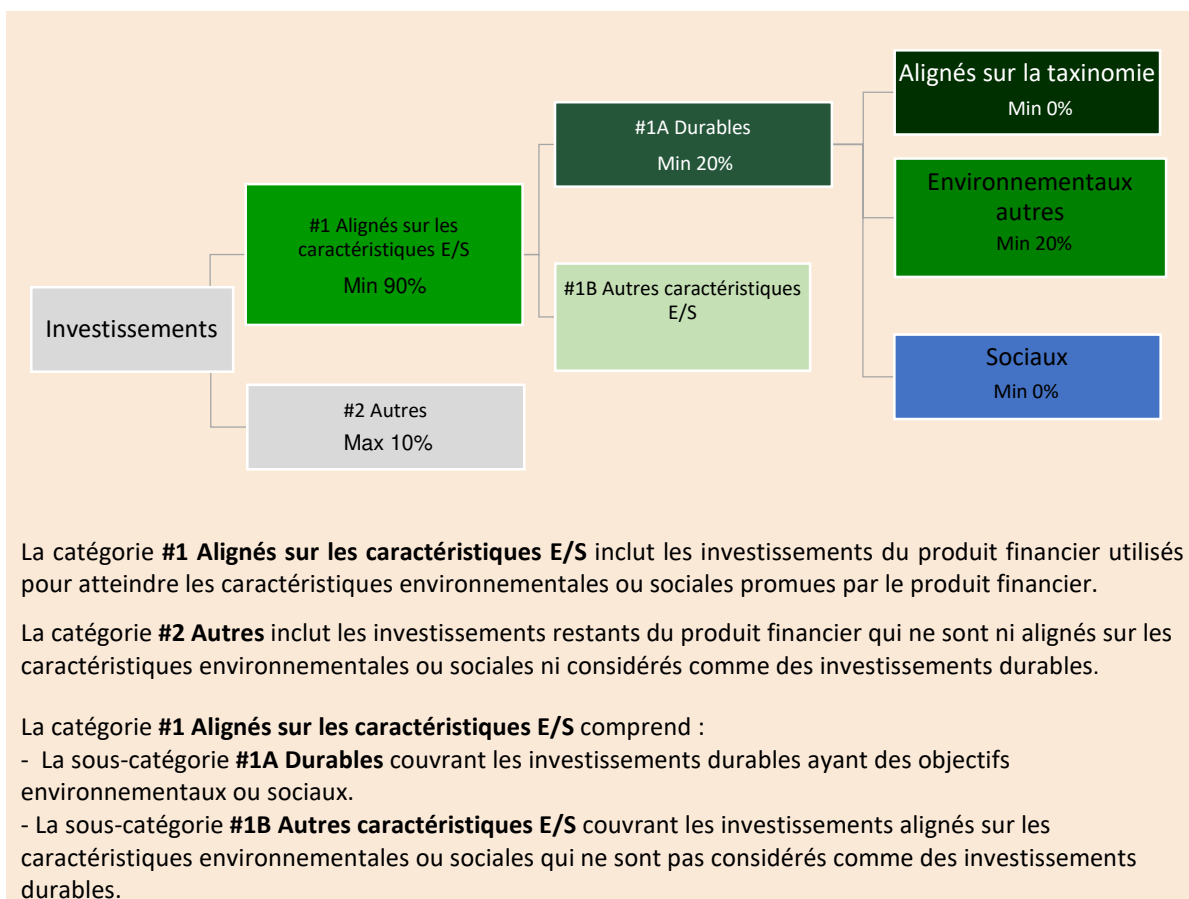 Investissements
#1 Alignés sur les
caractéristiques E/S
Min 90%
#2 Autres
Max 10%
#1A Durables
Min 20%
#1B Autres caractéristiques
E/S
Alignés sur la taxinomie
Min 0%
Environnementaux
autres
Min 20%
Sociaux
Min 0%
La catégorie #1 Alignés sur les caractéristiques E/S inclut les investissements du produit financier utilisés
pour atteindre les caractéristiques environnementales ou sociales promues par le produit financier.
La catégorie #2 Autres inclut les investissements restants du produit financier qui ne sont ni alignés sur les
caractéristiques environnementales ou sociales ni considérés comme des investissements durables.
La catégorie #1 Alignés sur les caractéristiques E/S comprend :
- La sous-catégorie #1A Durables couvrant les investissements durables ayant des objectifs
environnementaux ou sociaux.
- La sous-catégorie #1B Autres caractéristiques E/S couvrant les investissements alignés sur les
caractéristiques environnementales ou sociales qui ne sont pas considérés comme des investissements
durables.